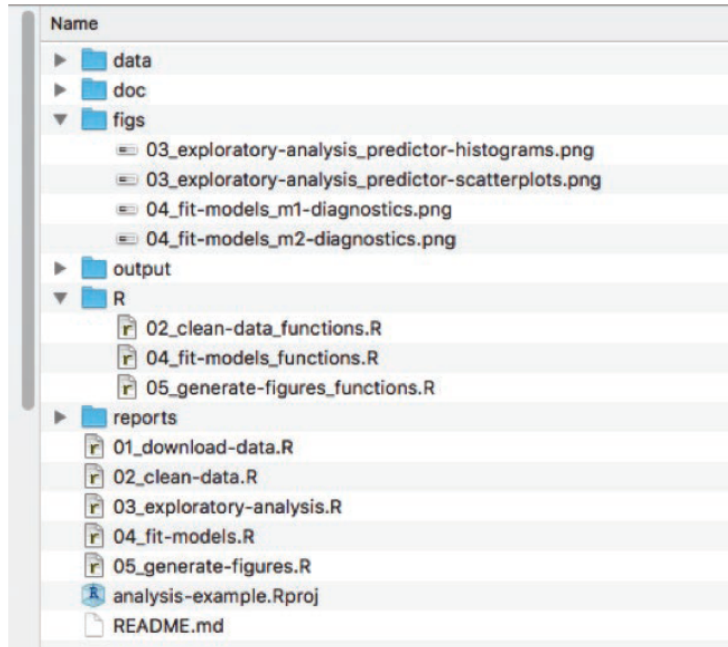 Name
data
doc
figs
03_exploratory-analysis_predictor-histograms.png
03_exploratory-analysis_predictor-scatterplots.png
04_fit-models_m1-diagnostics.png
04_fit-models_m2-diagnostics.png
output
R
02_clean-data_functions.R
04_fit-models_functions.R
05_generate-figures_functions.R
reports
01_download-data.R
02_clean-data.R
03_exploratory-analysis.R
04_fit-models.R
05_generate-figures.R
analysis-example.Rproj
README.md